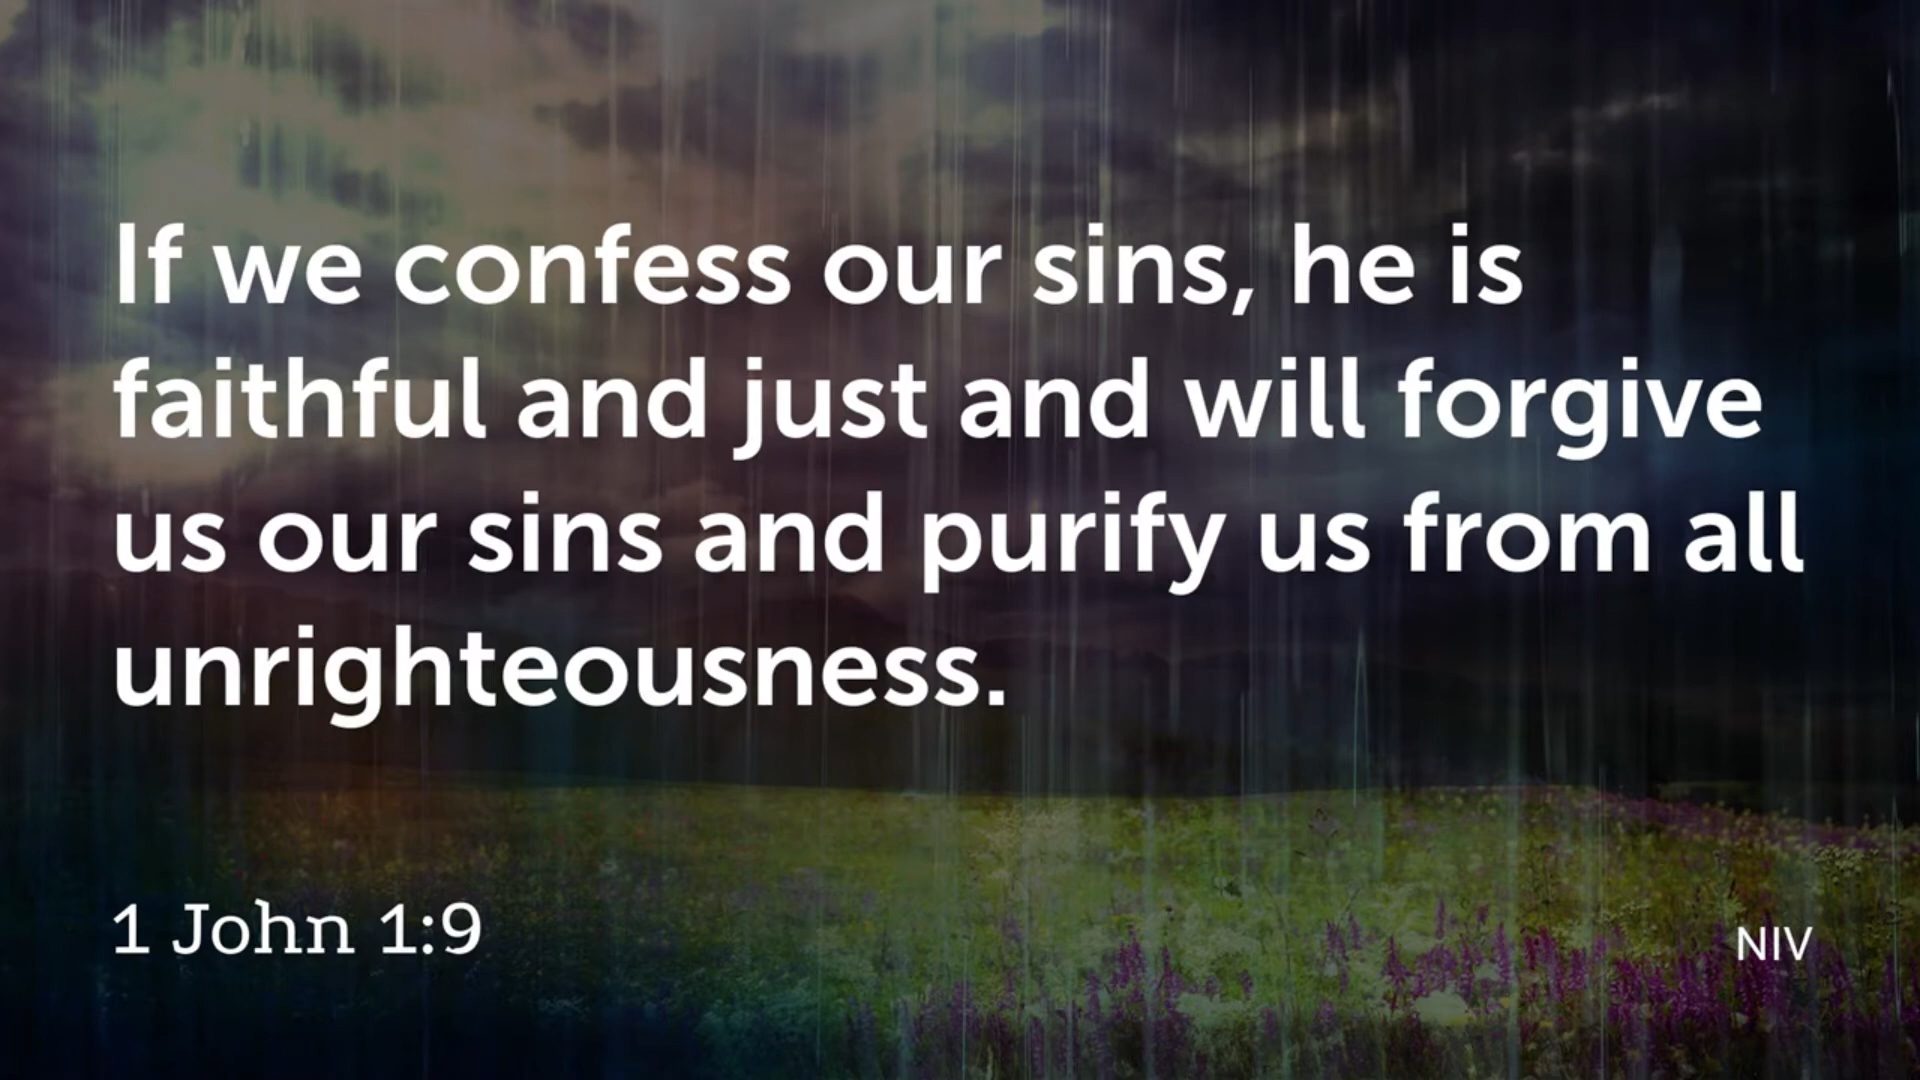 If we confess our sins, he is
faithful and just and will forgive
us our sins and purify us from all
unrighteousness.
1 John 1:9
NIV